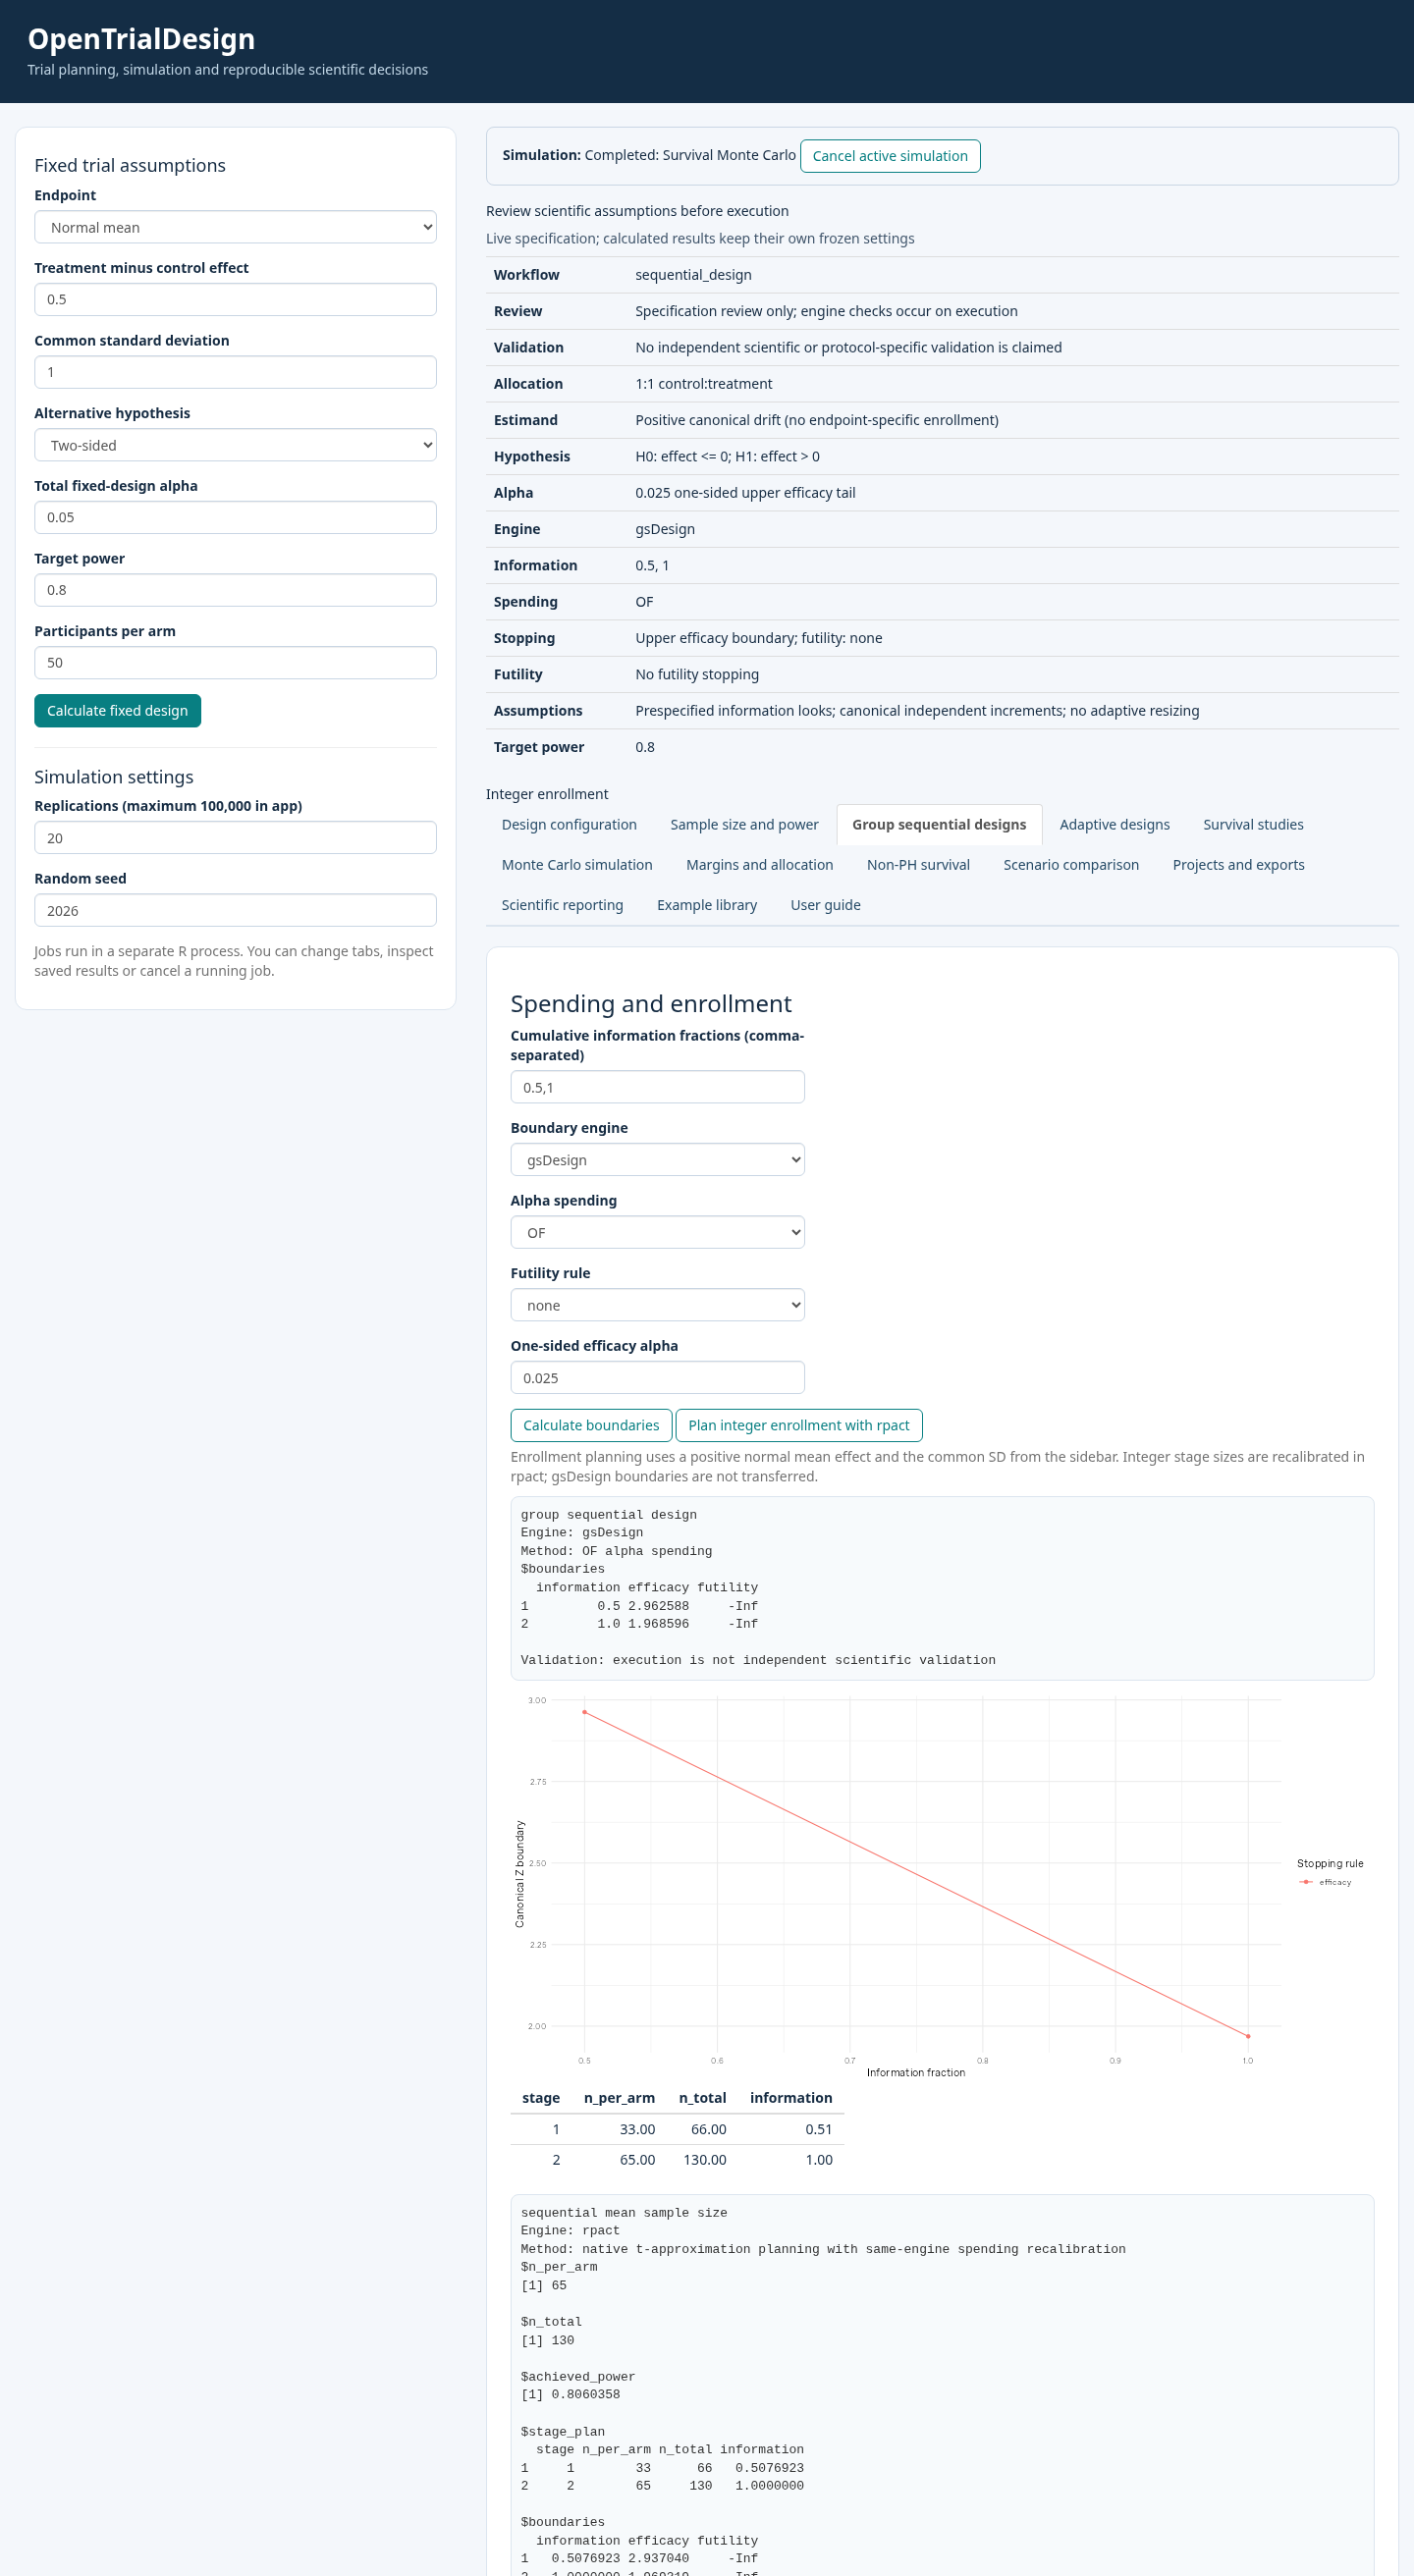 OpenTrialDesign
Trial planning, simulation and reproducible scientific decisions
Fixed trial assumptions
Endpoint
Normal mean
Treatment minus control effect
0.5
Common standard deviation
1
Alternative hypothesis
Two-sided
Total fixed-design alpha
0.05
Target power
0.8
Participants per arm
50
Calculate fixed design
Simulation settings
Replications (maximum 100,000 in app)
20
Random seed
2026
Jobs run in a separate R process. You can change tabs, inspect
saved results or cancel a running job.
Simulation: Completed: Survival Monte Carlo Cancel active simulation
Review scientific assumptions before execution
Live specification; calculated results keep their own frozen settings
Workflow sequential_design
Review Specification review only; engine checks occur on execution
Validation No independent scientific or protocol-specific validation is claimed
Allocation 1:1 control:treatment
Estimand Positive canonical drift (no endpoint-specific enrollment)
Hypothesis H0: effect <= 0; H1: effect > 0
Alpha 0.025 one-sided upper efficacy tail
Engine gsDesign
Information 0.5, 1
Spending OF
Stopping Upper efficacy boundary; futility: none
Futility No futility stopping
Assumptions Prespecified information looks; canonical independent increments; no adaptive resizing
Target power 0.8
Integer enrollment
Design configuration Sample size and power Group sequential designs Adaptive designs Survival studies
Monte Carlo simulation Margins and allocation Non-PH survival Scenario comparison Projects and exports
Scientific reporting Example library User guide
Spending and enrollment
Cumulative information fractions (comma-
separated)
0.5,1
Boundary engine
gsDesign
Alpha spending
OF
Futility rule
none
One-sided efficacy alpha
0.025
Calculate boundaries Plan integer enrollment with rpact
Enrollment planning uses a positive normal mean effect and the common SD from the sidebar. Integer stage sizes are recalibrated in
rpact; gsDesign boundaries are not transferred.
group sequential design
Engine: gsDesign
Method: OF alpha spending
$boundaries
information efficacy futility
1 0.5 2.962588 -Inf
2 1.0 1.968596 -Inf
Validation: execution is not independent scientific validation
3.00
2.75
2.50
2.25
2.00
Canonical Z boundary
0.5 0.6 0.7 0.8 0.9 1.0
Information fraction
Stopping rule
efficacy
stage n_per_arm n_total information
1 33.00 66.00 0.51
2 65.00 130.00 1.00
sequential mean sample size
Engine: rpact
Method: native t-approximation planning with same-engine spending recalibration
$n_per_arm
[1] 65
$n_total
[1] 130
$achieved_power
[1] 0.8060358
$stage_plan
stage n_per_arm n_total information
1 1 33 66 0.5076923
2 2 65 130 1.0000000
$boundaries
information efficacy futility
1 0.5076923 2.937040 -Inf